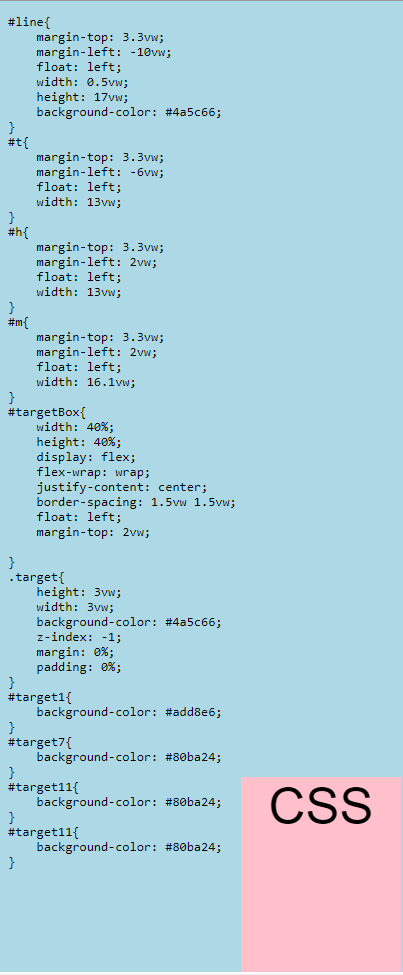 #line{
    margin-top: 3.3vw;
    margin-left: -10vw;
    float: left;
    width: 0.5vw;
    height: 17vw;
    background-color: #4a5c66;
}
#t{
    margin-top: 3.3vw;
    margin-left: -6vw;
    float: left;
    width: 13vw;
}
#h{
    margin-top: 3.3vw;
    margin-left: 2vw;
    float: left;
    width: 13vw;
}
#m{
    margin-top: 3.3vw;
    margin-left: 2vw;
    float: left;
    width: 16.1vw;
}
#targetBox{
    width: 40%;
    height: 40%;
    display: flex;
    flex-wrap: wrap;
    justify-content: center;
    border-spacing: 1.5vw 1.5vw;
    float: left;
    margin-top: 2vw;

}
.target{
    height: 3vw;
    width: 3vw;
    background-color: #4a5c66;
    z-index: -1;
    margin: 0%;
    padding: 0%;
}
#target1{
    background-color: #add8e6;
}
#target7{
    background-color: #80ba24;
}
#target11{
    background-color: #80ba24;
}
#target11{
    background-color: #80ba24;
}
CSS